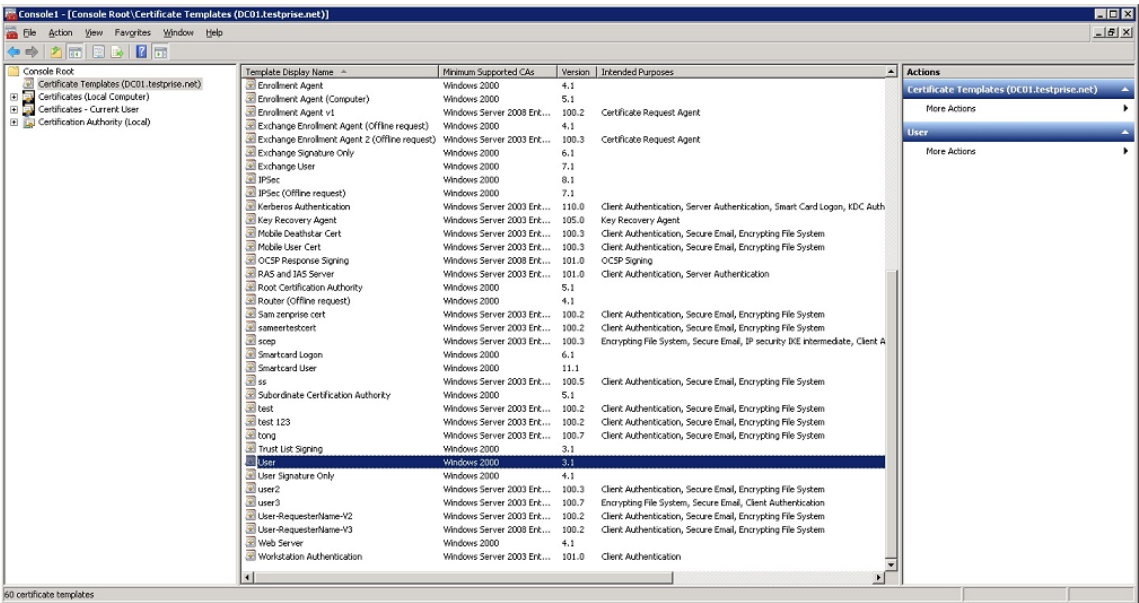 Console1 - [Console Root\Certificate Templates (DC01.testprise.net)]
File Action View Favorites Window Help
Console Root
Certificate Templates (DC01.testprise.net)
Certificates (Local Computer)
Certificates - Current User
Certification Authority (Local)
Template Display Name Minimum Supported CAs Version Intended Purposes
Enrollment Agent Windows 2000 4.1
Enrollment Agent (Computer) Windows 2000 5.1
Enrollment Agent v1 Windows Server 2008 Ent... 100.2 Certificate Request Agent
Exchange Enrollment Agent (Offline request) Windows 2000 4.1
Exchange Enrollment Agent 2 (Offline request) Windows Server 2003 Ent... 100.3 Certificate Request Agent
Exchange Signature Only Windows 2000 6.1
Exchange User Windows 2000 7.1
IPSec Windows 2000 8.1
IPSec (Offline request) Windows 2000 7.1
Kerberos Authentication Windows Server 2003 Ent... 110.0 Client Authentication, Server Authentication, Smart Card Logon, KDC Auth
Key Recovery Agent Windows Server 2003 Ent... 105.0 Key Recovery Agent
Mobile Deathstar Cert Windows Server 2003 Ent... 100.3 Client Authentication, Secure Email, Encrypting File System
Mobile User Cert Windows Server 2003 Ent... 100.3 Client Authentication, Secure Email, Encrypting File System
OCSP Response Signing Windows Server 2008 Ent... 101.0 OCSP Signing
RAS and IAS Server Windows Server 2003 Ent... 101.0 Client Authentication, Server Authentication
Root Certification Authority Windows 2000 5.1
Router (Offline request) Windows 2000 4.1
Sam zenprise cert Windows Server 2003 Ent... 100.2 Client Authentication, Secure Email, Encrypting File System
sameertestcert Windows Server 2003 Ent... 100.2 Client Authentication, Secure Email, Encrypting File System
scep Windows Server 2003 Ent... 100.3 Encrypting File System, Secure Email, IP security IKE intermediate, Client A
Smartcard Logon Windows 2000 6.1
Smartcard User Windows 2000 11.1
ss Windows Server 2003 Ent... 100.5 Client Authentication, Secure Email, Encrypting File System
Subordinate Certification Authority Windows 2000 5.1
test Windows Server 2003 Ent... 100.2 Client Authentication, Secure Email, Encrypting File System
test 123 Windows Server 2003 Ent... 100.2 Client Authentication, Secure Email, Encrypting File System
tong Windows Server 2003 Ent... 100.7 Client Authentication, Secure Email, Encrypting File System
Trust List Signing Windows 2000 3.1
User Windows 2000 3.1
User Signature Only Windows 2000 4.1
user2 Windows Server 2003 Ent... 100.3 Client Authentication, Secure Email, Encrypting File System
user3 Windows Server 2003 Ent... 100.7 Encrypting File System, Secure Email, Client Authentication
User-RequesterName-V2 Windows Server 2003 Ent... 100.2 Client Authentication, Secure Email, Encrypting File System
User-RequesterName-V3 Windows Server 2008 Ent... 100.2 Client Authentication, Secure Email, Encrypting File System
Web Server Windows 2000 4.1
Workstation Authentication Windows Server 2003 Ent... 101.0 Client Authentication
Actions
Certificate Templates (DC01.testprise.net)
More Actions
User
More Actions
60 certificate templates